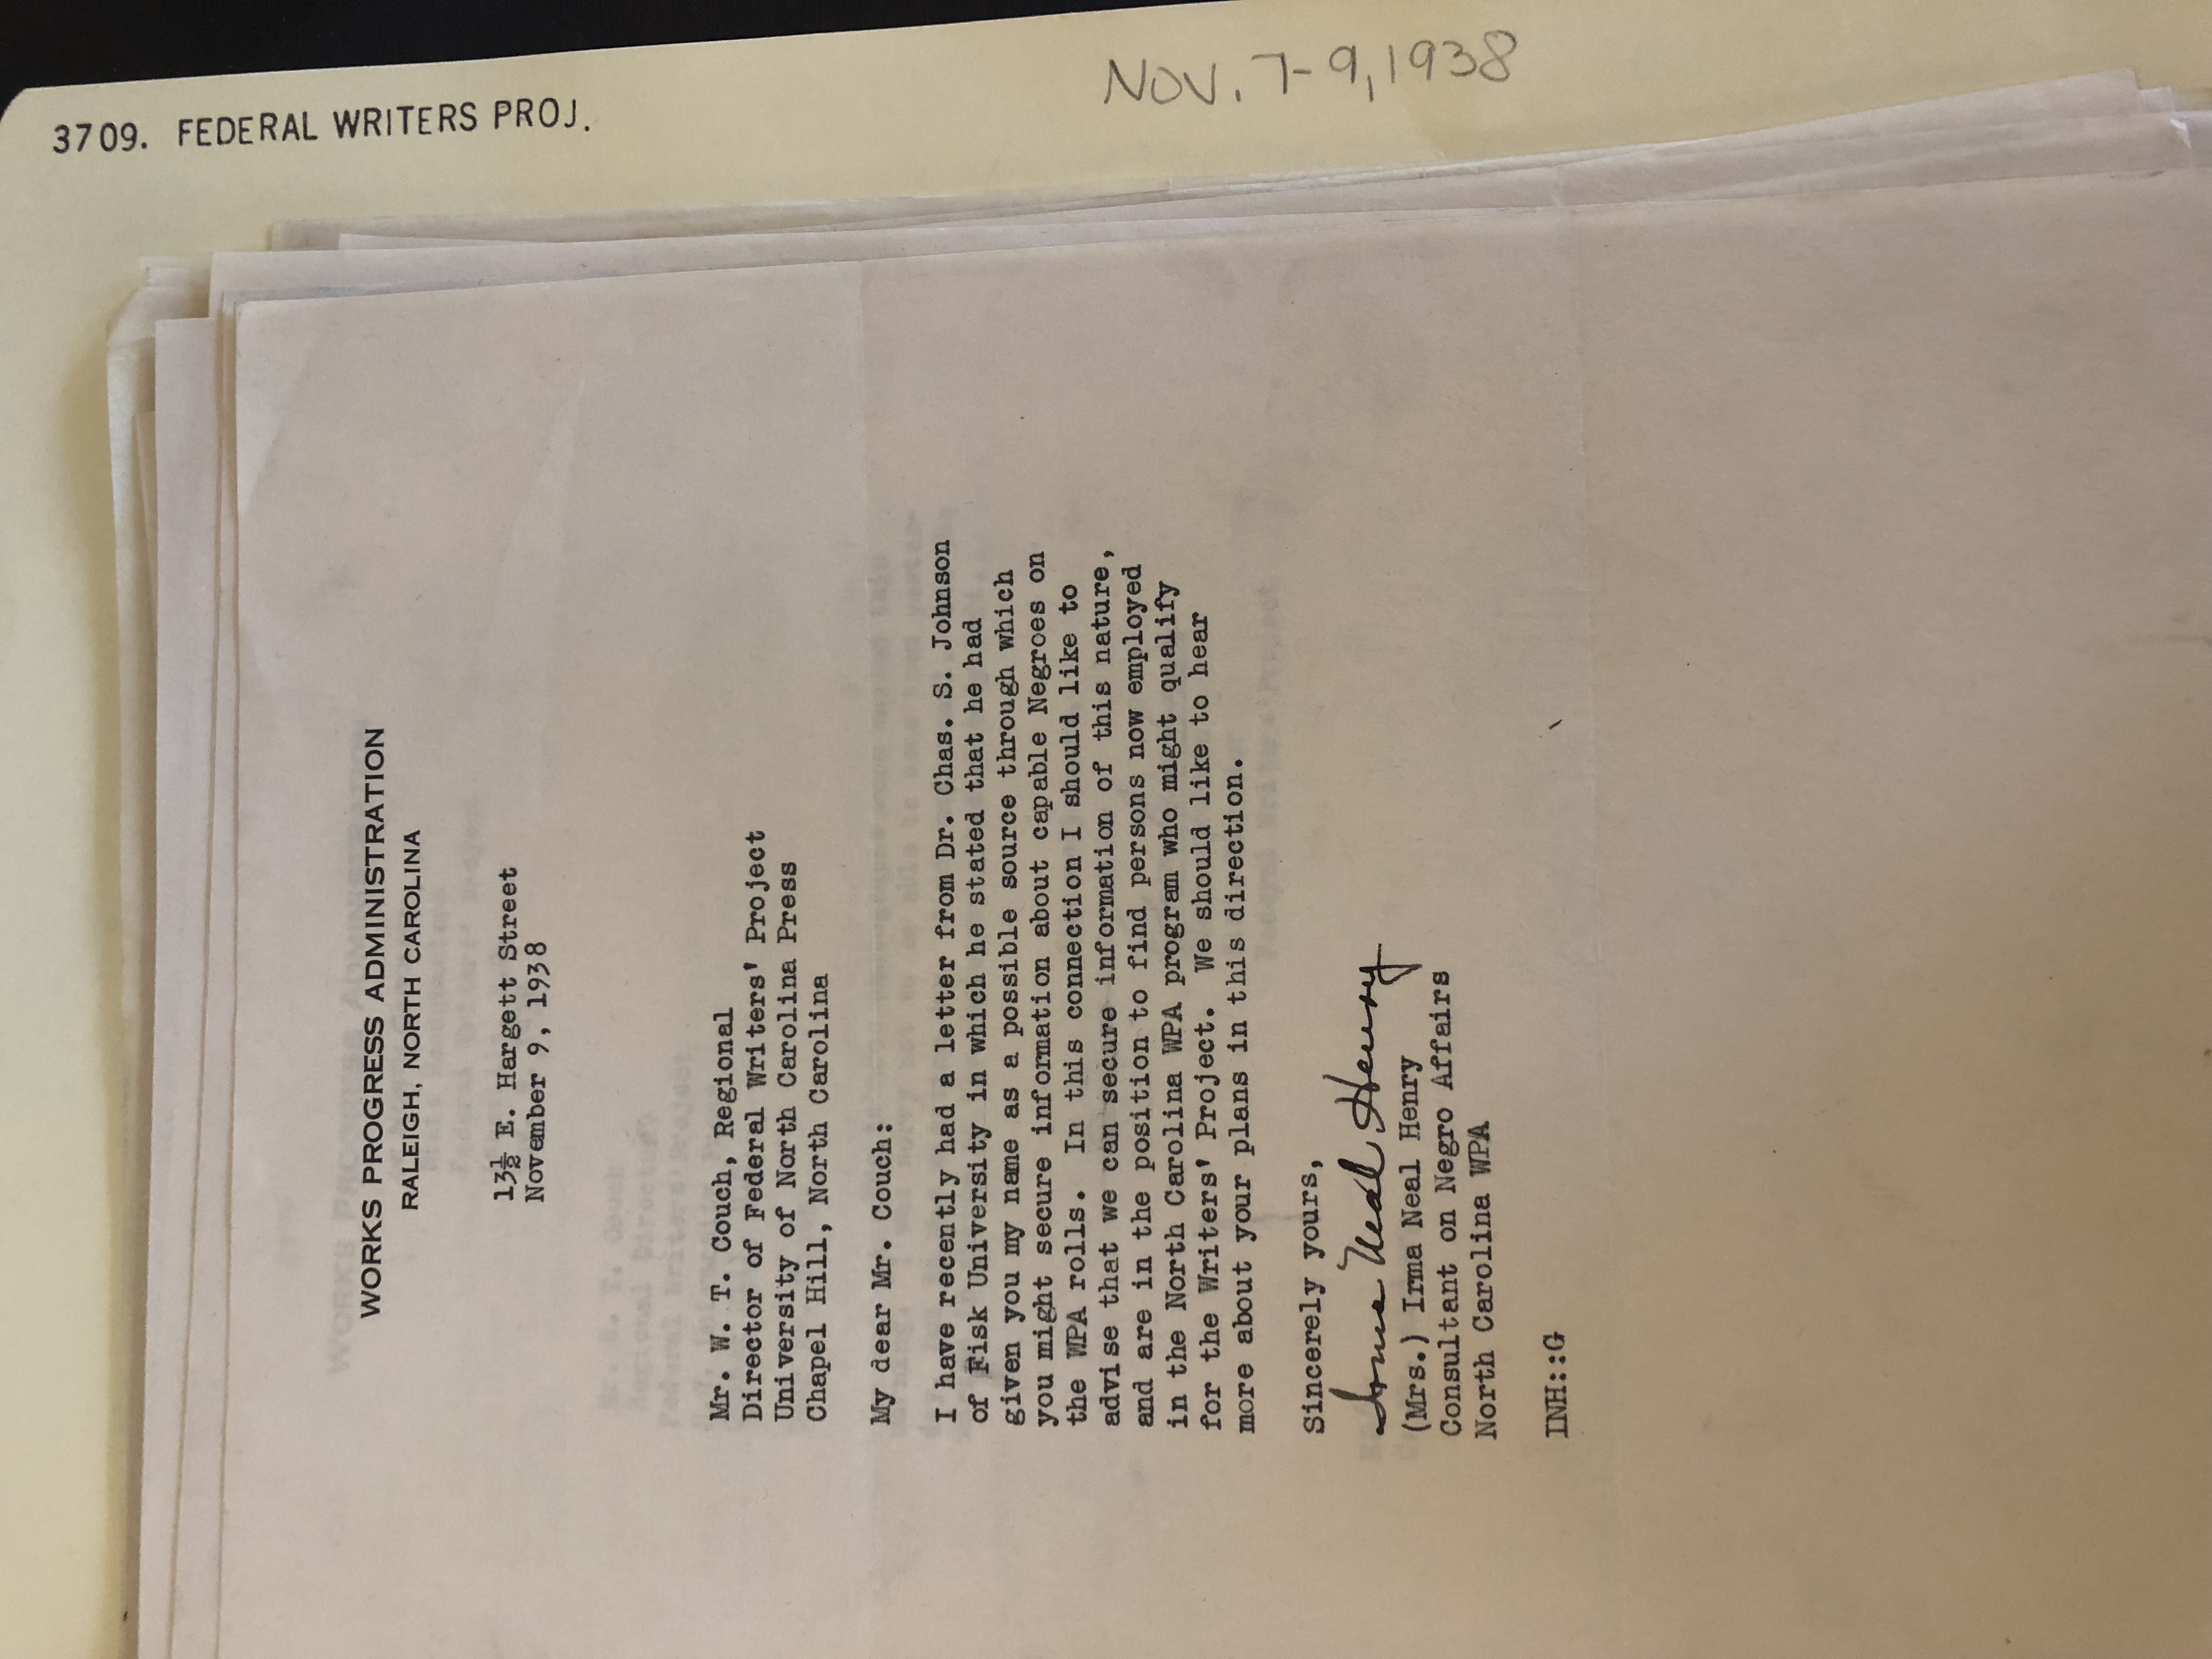 WORKS PROGRESS ADMINISTRATION
RALEIGH, NORTH CAROLINA
13½ E. Hargett Street
November 9, 1938
Mr. W. T. Couch, Regional
Director of Federal Writers' Project
University of North Carolina Press
Chapel Hill, North Carolina
My dear Mr. Couch:
I have recently had a letter from Dr. Chas. S. Johnson
of Fisk University in which he stated that he had
given you my name as a possible source through which
you might secure information about capable Negroes on
the WPA rolls. In this connection I should like to
advise that we can secure information of this nature,
and are in the position to find persons now employed
in the North Carolina WPA program who might qualify
for the Writers' Project. We should like to hear
more about your plans in this direction.
Sincerely yours,
Irma Neal Henry
(Mrs.) Irma Neal Henry
Consultant on Negro Affairs
North Carolina WPA
INH::G
3709. FEDERAL WRITERS PROJ.
NOV. 7-9, 1938